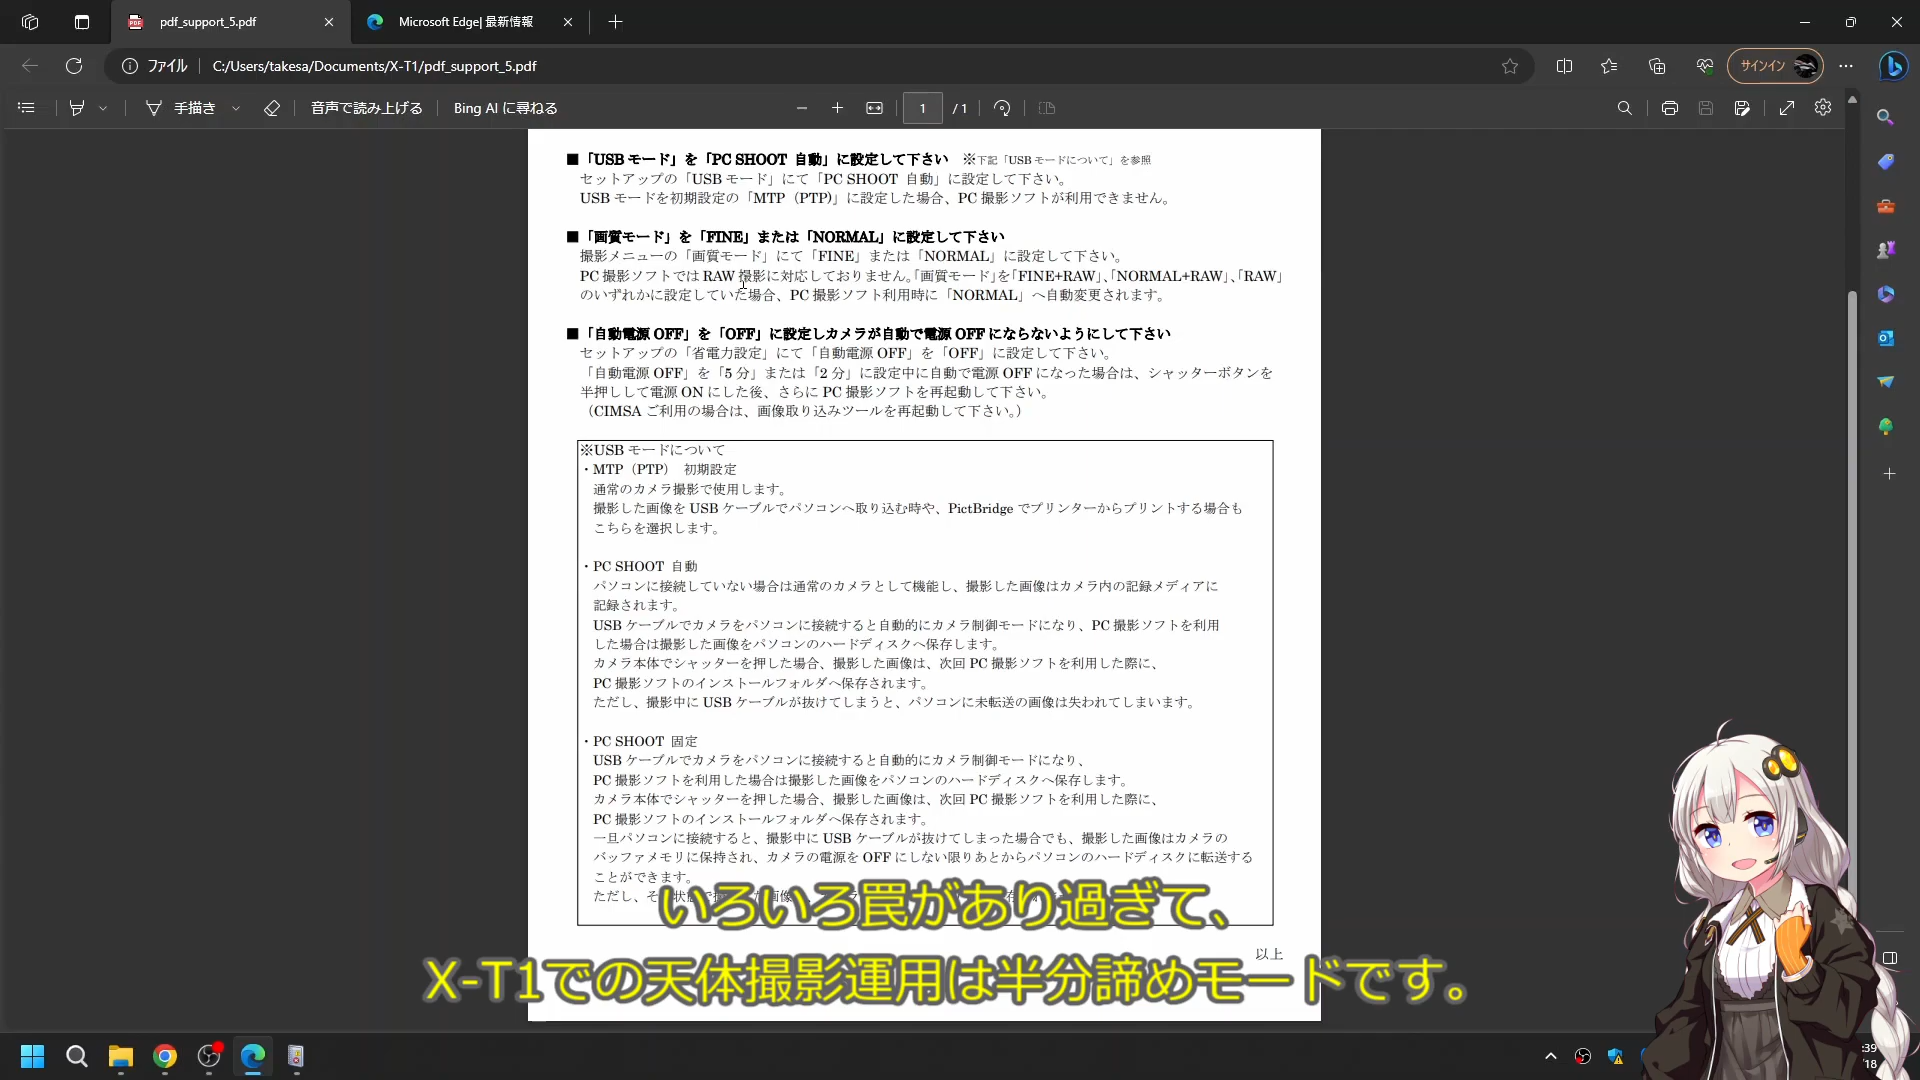 pdf_support_5.pdf
Microsoft Edge| 最新情報
ファイル
C:/Users/takesa/Documents/X-T1/pdf_support_5.pdf
サインイン
手描き
音声で読み上げる
Bing AI に尋ねる
1
/ 1
■「USB モード」を「PC SHOOT 自動」に設定して下さい ※下記「USB モードについて」を参照
セットアップの「USB モード」にて「PC SHOOT 自動」に設定して下さい。
USB モードを初期設定の「MTP（PTP)」に設定した場合、PC 撮影ソフトが利用できません。
■「画質モード」を「FINE」または「NORMAL」に設定して下さい
撮影メニューの「画質モード」にて「FINE」または「NORMAL」に設定して下さい。
PC 撮影ソフトでは RAW 撮影に対応しておりません。「画質モード」を「FINE+RAW」、「NORMAL+RAW」、「RAW」
のいずれかに設定していた場合、PC 撮影ソフト利用時に「NORMAL」へ自動変更されます。
■「自動電源 OFF」を「OFF」に設定しカメラが自動で電源 OFF にならないようにして下さい
セットアップの「省電力設定」にて「自動電源 OFF」を「OFF」に設定して下さい。
「自動電源 OFF」を「5 分」または「2 分」に設定中に自動で電源 OFF になった場合は、シャッターボタンを
半押しして電源 ON にした後、さらに PC 撮影ソフトを再起動して下さい。
（CIMSA ご利用の場合は、画像取り込みツールを再起動して下さい。）
※USB モードについて
・MTP（PTP） 初期設定
通常のカメラ撮影で使用します。
撮影した画像を USB ケーブルでパソコンへ取り込む時や、PictBridge でプリンターからプリントする場合も
こちらを選択します。
・PC SHOOT 自動
パソコンに接続していない場合は通常のカメラとして機能し、撮影した画像はカメラ内の記録メディアに
記録されます。
USB ケーブルでカメラをパソコンに接続すると自動的にカメラ制御モードになり、PC 撮影ソフトを利用
した場合は撮影した画像をパソコンのハードディスクへ保存します。
カメラ本体でシャッターを押した場合、撮影した画像は、次回 PC 撮影ソフトを利用した際に、
PC 撮影ソフトのインストールフォルダへ保存されます。
ただし、撮影中に USB ケーブルが抜けてしまうと、パソコンに未転送の画像は失われてしまいます。
・PC SHOOT 固定
USB ケーブルでカメラをパソコンに接続すると自動的にカメラ制御モードになり、
PC 撮影ソフトを利用した場合は撮影した画像をパソコンのハードディスクへ保存します。
カメラ本体でシャッターを押した場合、撮影した画像は、次回 PC 撮影ソフトを利用した際に、
PC 撮影ソフトのインストールフォルダへ保存されます。
一旦パソコンに接続すると、撮影中に USB ケーブルが抜けてしまった場合でも、撮影した画像はカメラの
バッファメモリに保持され、カメラの電源を OFF にしない限りあとからパソコンのハードディスクに転送する
ことができます。
ただし、そ
いろいろ罠があり過ぎて、
以上
X-T1での天体撮影運用は半分諦めモードです。
:39
/18